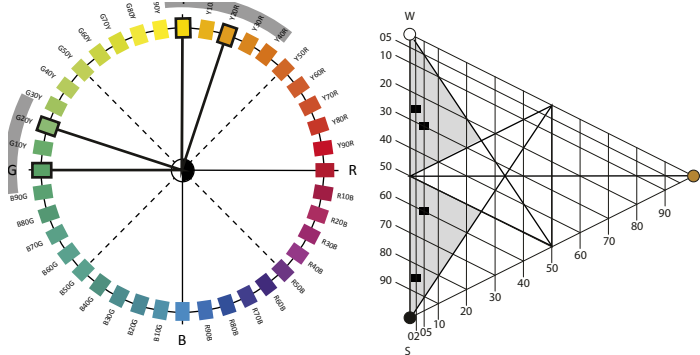 G90Y
G80Y
G70Y
G60Y
G50Y
G40Y
G30Y
G20Y
G10Y
G
B90G
B80G
B70G
B60G
B50G
B40G
B30G
B20G
B10G
B
R90B
R80B
R70B
R60B
R50B
R40B
R30B
R20B
R10B
R
Y90R
Y80R
Y70R
Y60R
Y50R
Y40R
Y30R
Y20R
W
05
10
20
30
40
50
60
70
80
90
S
02
05
10
20
30
40
50
60
70
80
90